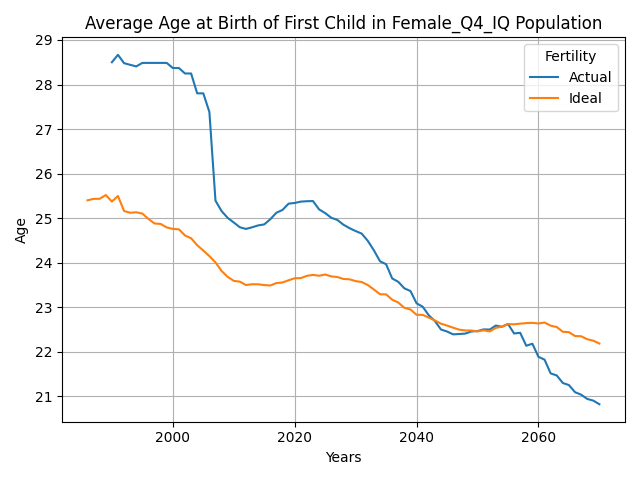 Average Age at Birth of First Child in Female_Q4_IQ Population
Fertility
Actual
Ideal
Age
29
28
27
26
25
24
23
22
21
2000
2020
2040
2060
Years